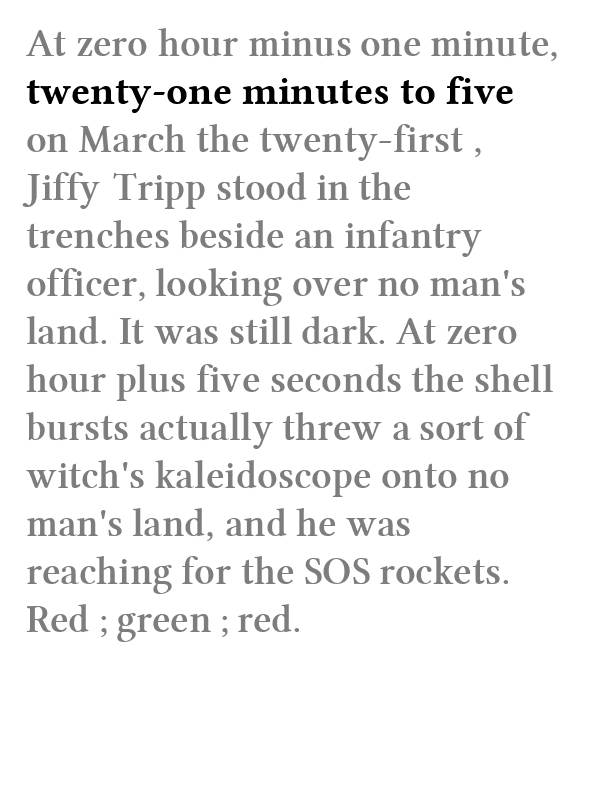 At zero hour minus one minute,
twenty-one minutes to five
on March the twenty-first ,
Jiffy Tripp stood in the
trenches beside an infantry
officer, looking over no man's
land. It was still dark. At zero
hour plus five seconds the shell
bursts actually threw a sort of
witch's kaleidoscope onto no
man's land, and he was
reaching for the SOS rockets.
Red ; green ; red.